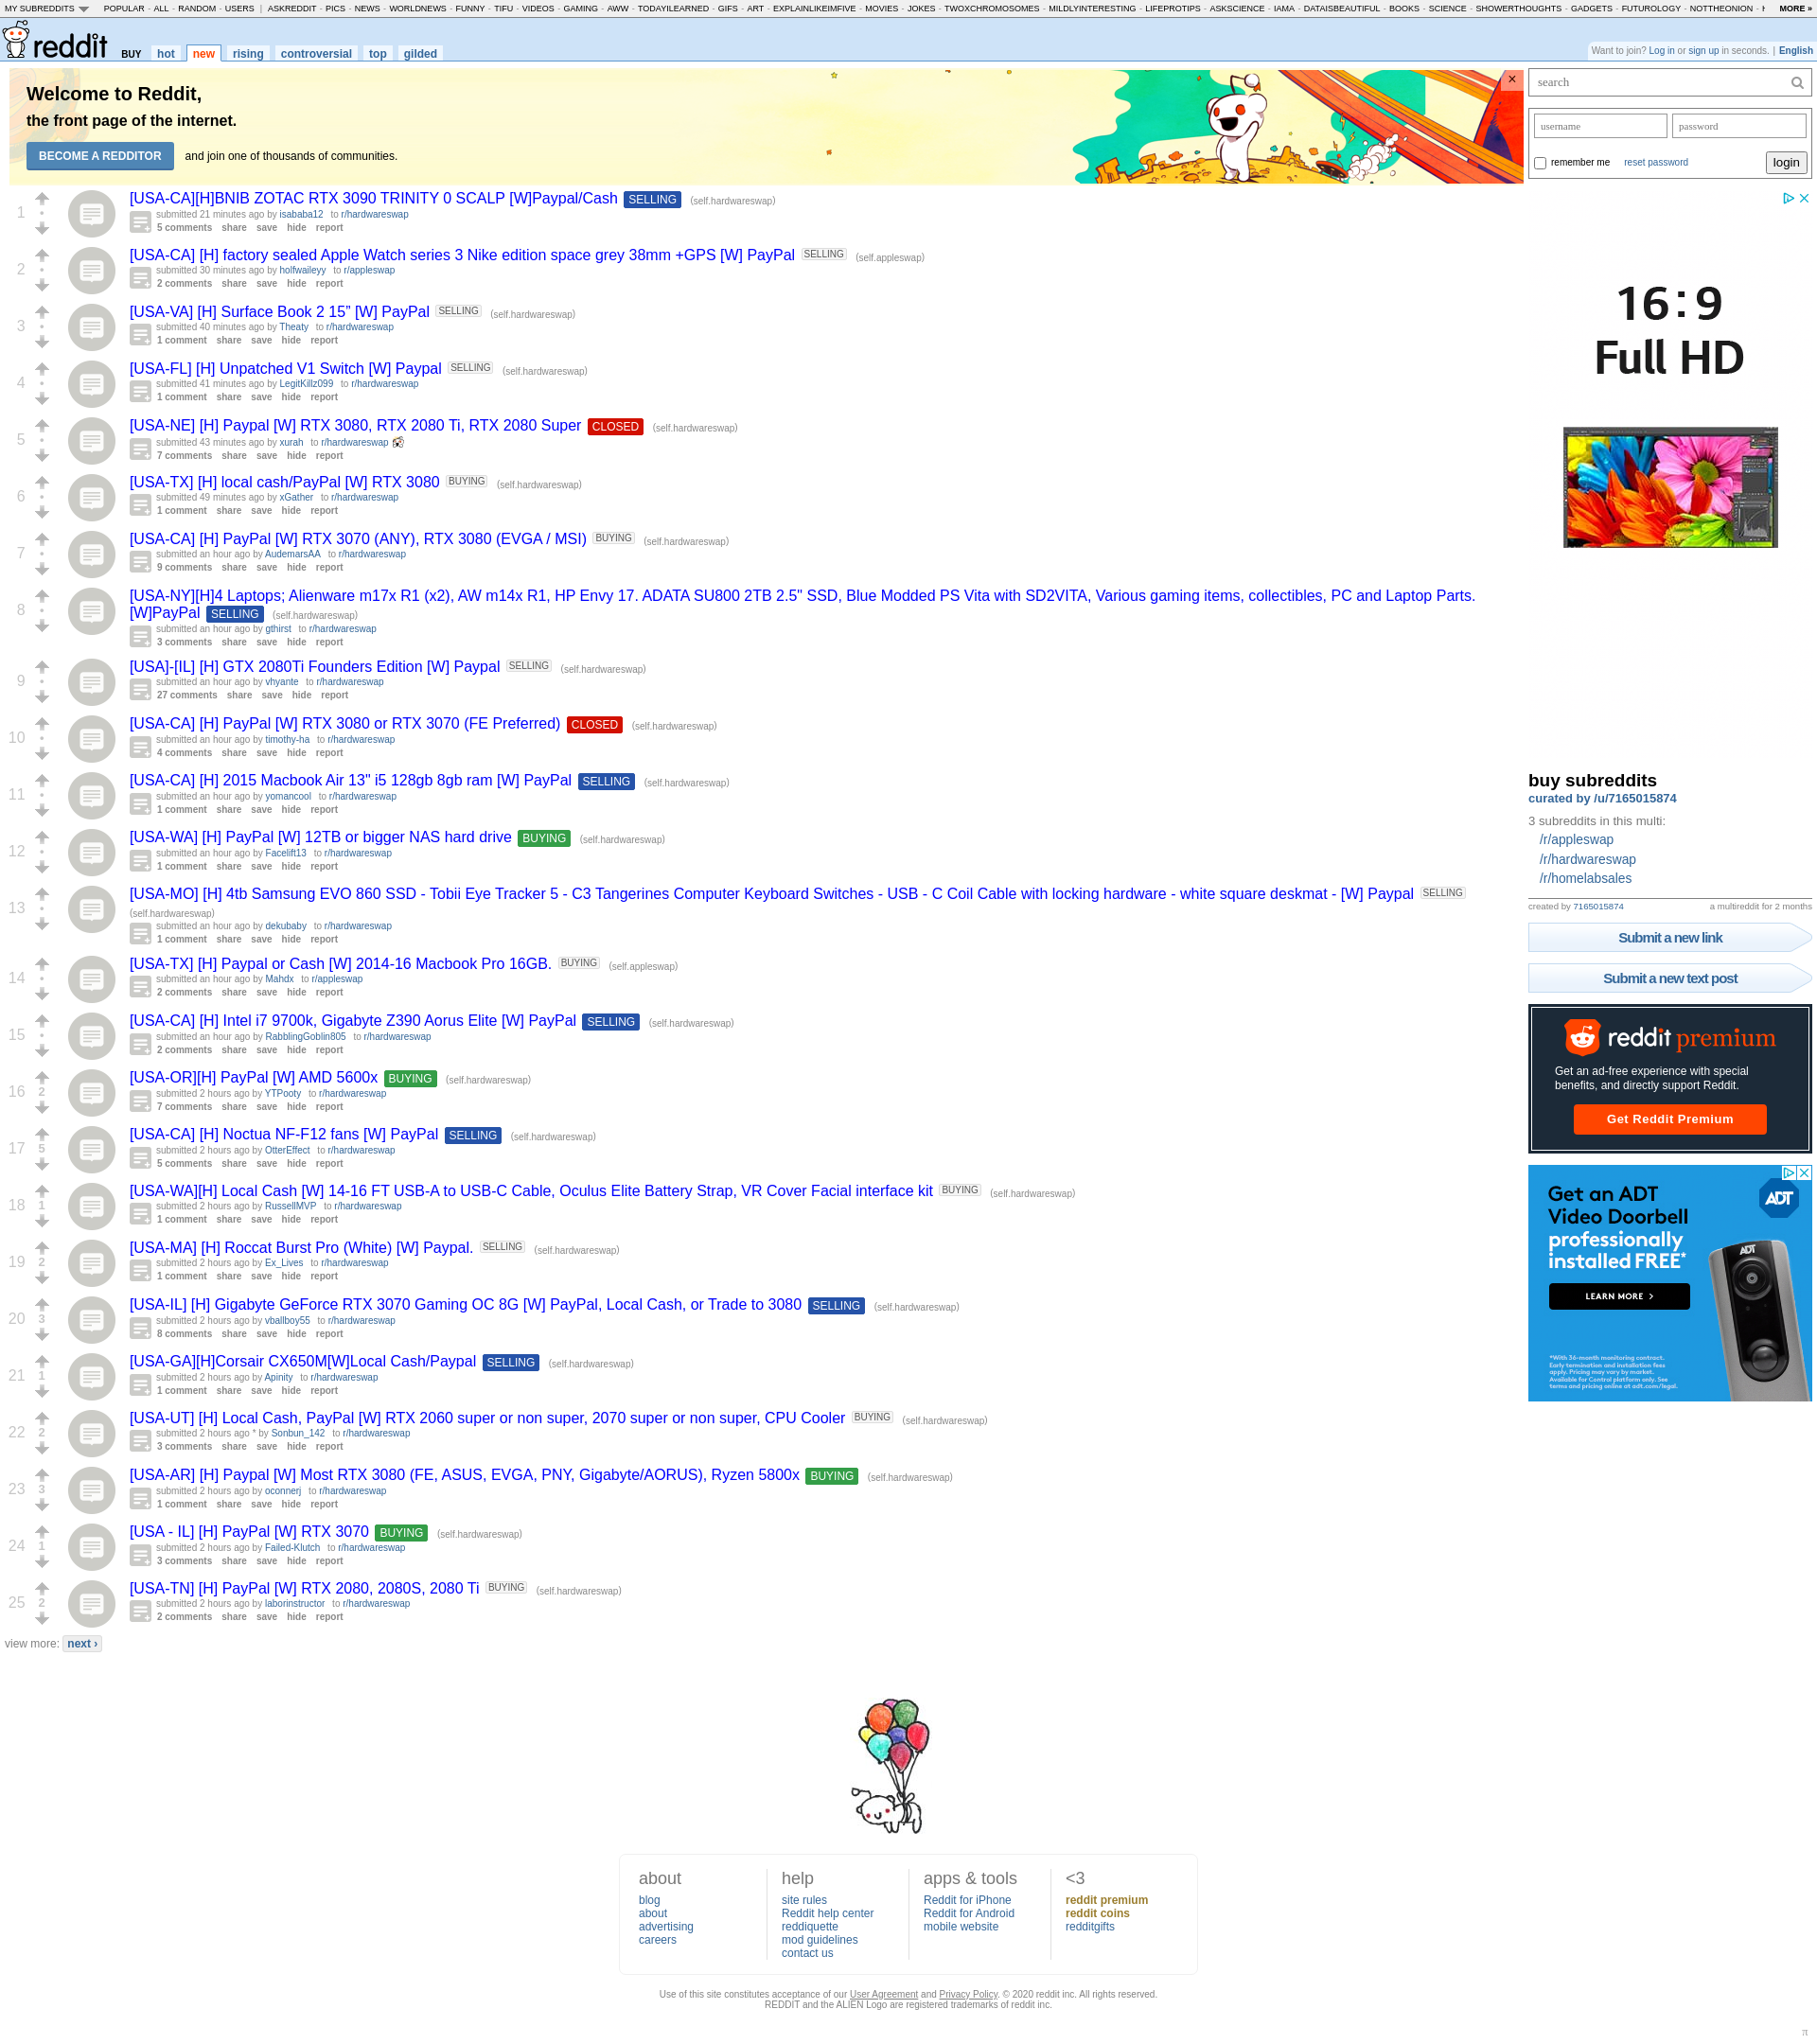 MY SUBREDDITS POPULAR - ALL - RANDOM - USERS | ASKREDDIT - PICS - NEWS - WORLDNEWS - FUNNY - TIFU - VIDEOS - GAMING - AWW - TODAYILEARNED - GIFS - ART - EXPLAINLIKEIMFIVE - MOVIES - JOKES - TWOXCHROMOSOMES - MILDLYINTERESTING - LIFEPROTIPS - ASKSCIENCE - IAMA - DATAISBEAUTIFUL - BOOKS - SCIENCE - SHOWERTHOUGHTS - GADGETS - FUTUROLOGY - NOTTHEONION - MORE »
reddit BUY hot new rising controversial top gilded
Want to join? Log in or sign up in seconds. | English
Welcome to Reddit,
the front page of the internet.
BECOME A REDDITOR and join one of thousands of communities.
×
1
[USA-CA][H]BNIB ZOTAC RTX 3090 TRINITY 0 SCALP [W]Paypal/Cash SELLING (self.hardwareswap)
submitted 21 minutes ago by isababa12 to r/hardwareswap
5 comments share save hide report
2
[USA-CA] [H] factory sealed Apple Watch series 3 Nike edition space grey 38mm +GPS [W] PayPal SELLING (self.appleswap)
submitted 30 minutes ago by holfwaileyy to r/appleswap
2 comments share save hide report
3
[USA-VA] [H] Surface Book 2 15” [W] PayPal SELLING (self.hardwareswap)
submitted 40 minutes ago by Theaty to r/hardwareswap
1 comment share save hide report
4
[USA-FL] [H] Unpatched V1 Switch [W] Paypal SELLING (self.hardwareswap)
submitted 41 minutes ago by LegitKillz099 to r/hardwareswap
1 comment share save hide report
5
[USA-NE] [H] Paypal [W] RTX 3080, RTX 2080 Ti, RTX 2080 Super CLOSED (self.hardwareswap)
submitted 43 minutes ago by xurah to r/hardwareswap
7 comments share save hide report
6
[USA-TX] [H] local cash/PayPal [W] RTX 3080 BUYING (self.hardwareswap)
submitted 49 minutes ago by xGather to r/hardwareswap
1 comment share save hide report
7
[USA-CA] [H] PayPal [W] RTX 3070 (ANY), RTX 3080 (EVGA / MSI) BUYING (self.hardwareswap)
submitted an hour ago by AudemarsAA to r/hardwareswap
9 comments share save hide report
8
[USA-NY][H]4 Laptops; Alienware m17x R1 (x2), AW m14x R1, HP Envy 17. ADATA SU800 2TB 2.5" SSD, Blue Modded PS Vita with SD2VITA, Various gaming items, collectibles, PC and Laptop Parts.
[W]PayPal SELLING (self.hardwareswap)
submitted an hour ago by gthirst to r/hardwareswap
3 comments share save hide report
9
[USA]-[IL] [H] GTX 2080Ti Founders Edition [W] Paypal SELLING (self.hardwareswap)
submitted an hour ago by vhyante to r/hardwareswap
27 comments share save hide report
10
[USA-CA] [H] PayPal [W] RTX 3080 or RTX 3070 (FE Preferred) CLOSED (self.hardwareswap)
submitted an hour ago by timothy-ha to r/hardwareswap
4 comments share save hide report
11
[USA-CA] [H] 2015 Macbook Air 13" i5 128gb 8gb ram [W] PayPal SELLING (self.hardwareswap)
submitted an hour ago by yomancool to r/hardwareswap
1 comment share save hide report
12
[USA-WA] [H] PayPal [W] 12TB or bigger NAS hard drive BUYING (self.hardwareswap)
submitted an hour ago by Facelift13 to r/hardwareswap
1 comment share save hide report
13
[USA-MO] [H] 4tb Samsung EVO 860 SSD - Tobii Eye Tracker 5 - C3 Tangerines Computer Keyboard Switches - USB - C Coil Cable with locking hardware - white square deskmat - [W] Paypal SELLING
(self.hardwareswap)
submitted an hour ago by dekubaby to r/hardwareswap
1 comment share save hide report
14
[USA-TX] [H] Paypal or Cash [W] 2014-16 Macbook Pro 16GB. BUYING (self.appleswap)
submitted an hour ago by Mahdx to r/appleswap
2 comments share save hide report
15
[USA-CA] [H] Intel i7 9700k, Gigabyte Z390 Aorus Elite [W] PayPal SELLING (self.hardwareswap)
submitted an hour ago by RabblingGoblin805 to r/hardwareswap
2 comments share save hide report
16 2
[USA-OR][H] PayPal [W] AMD 5600x BUYING (self.hardwareswap)
submitted 2 hours ago by YTPooty to r/hardwareswap
7 comments share save hide report
17 5
[USA-CA] [H] Noctua NF-F12 fans [W] PayPal SELLING (self.hardwareswap)
submitted 2 hours ago by OtterEffect to r/hardwareswap
5 comments share save hide report
18 1
[USA-WA][H] Local Cash [W] 14-16 FT USB-A to USB-C Cable, Oculus Elite Battery Strap, VR Cover Facial interface kit BUYING (self.hardwareswap)
submitted 2 hours ago by RussellMVP to r/hardwareswap
1 comment share save hide report
19 2
[USA-MA] [H] Roccat Burst Pro (White) [W] Paypal. SELLING (self.hardwareswap)
submitted 2 hours ago by Ex_Lives to r/hardwareswap
1 comment share save hide report
20 3
[USA-IL] [H] Gigabyte GeForce RTX 3070 Gaming OC 8G [W] PayPal, Local Cash, or Trade to 3080 SELLING (self.hardwareswap)
submitted 2 hours ago by vballboy55 to r/hardwareswap
8 comments share save hide report
21 1
[USA-GA][H]Corsair CX650M[W]Local Cash/Paypal SELLING (self.hardwareswap)
submitted 2 hours ago by Apinity to r/hardwareswap
1 comment share save hide report
22 2
[USA-UT] [H] Local Cash, PayPal [W] RTX 2060 super or non super, 2070 super or non super, CPU Cooler BUYING (self.hardwareswap)
submitted 2 hours ago * by Sonbun_142 to r/hardwareswap
3 comments share save hide report
23 3
[USA-AR] [H] Paypal [W] Most RTX 3080 (FE, ASUS, EVGA, PNY, Gigabyte/AORUS), Ryzen 5800x BUYING (self.hardwareswap)
submitted 2 hours ago by oconnerj to r/hardwareswap
1 comment share save hide report
24 1
[USA - IL] [H] PayPal [W] RTX 3070 BUYING (self.hardwareswap)
submitted 2 hours ago by Failed-Klutch to r/hardwareswap
3 comments share save hide report
25 2
[USA-TN] [H] PayPal [W] RTX 2080, 2080S, 2080 Ti BUYING (self.hardwareswap)
submitted 2 hours ago by laborinstructor to r/hardwareswap
2 comments share save hide report
view more: next ›
search
username password
remember me reset password login
16:9
Full HD
buy subreddits
curated by /u/7165015874
3 subreddits in this multi:
/r/appleswap
/r/hardwareswap
/r/homelabsales
created by 7165015874 a multireddit for 2 months
Submit a new link
Submit a new text post
reddit premium
Get an ad-free experience with special
benefits, and directly support Reddit.
Get Reddit Premium
Get an ADT
Video Doorbell
professionally
installed FREE*
ADT
ADT
LEARN MORE >
*With 36-month monitoring contract.
Early termination and installation fees
apply. Pricing may vary by market.
Available for Control platform only. See
terms and pricing online at adt.com/legal.
about
blog
about
advertising
careers
help
site rules
Reddit help center
reddiquette
mod guidelines
contact us
apps & tools
Reddit for iPhone
Reddit for Android
mobile website
<3
reddit premium
reddit coins
redditgifts
Use of this site constitutes acceptance of our User Agreement and Privacy Policy. © 2020 reddit inc. All rights reserved.
REDDIT and the ALIEN Logo are registered trademarks of reddit inc.
π